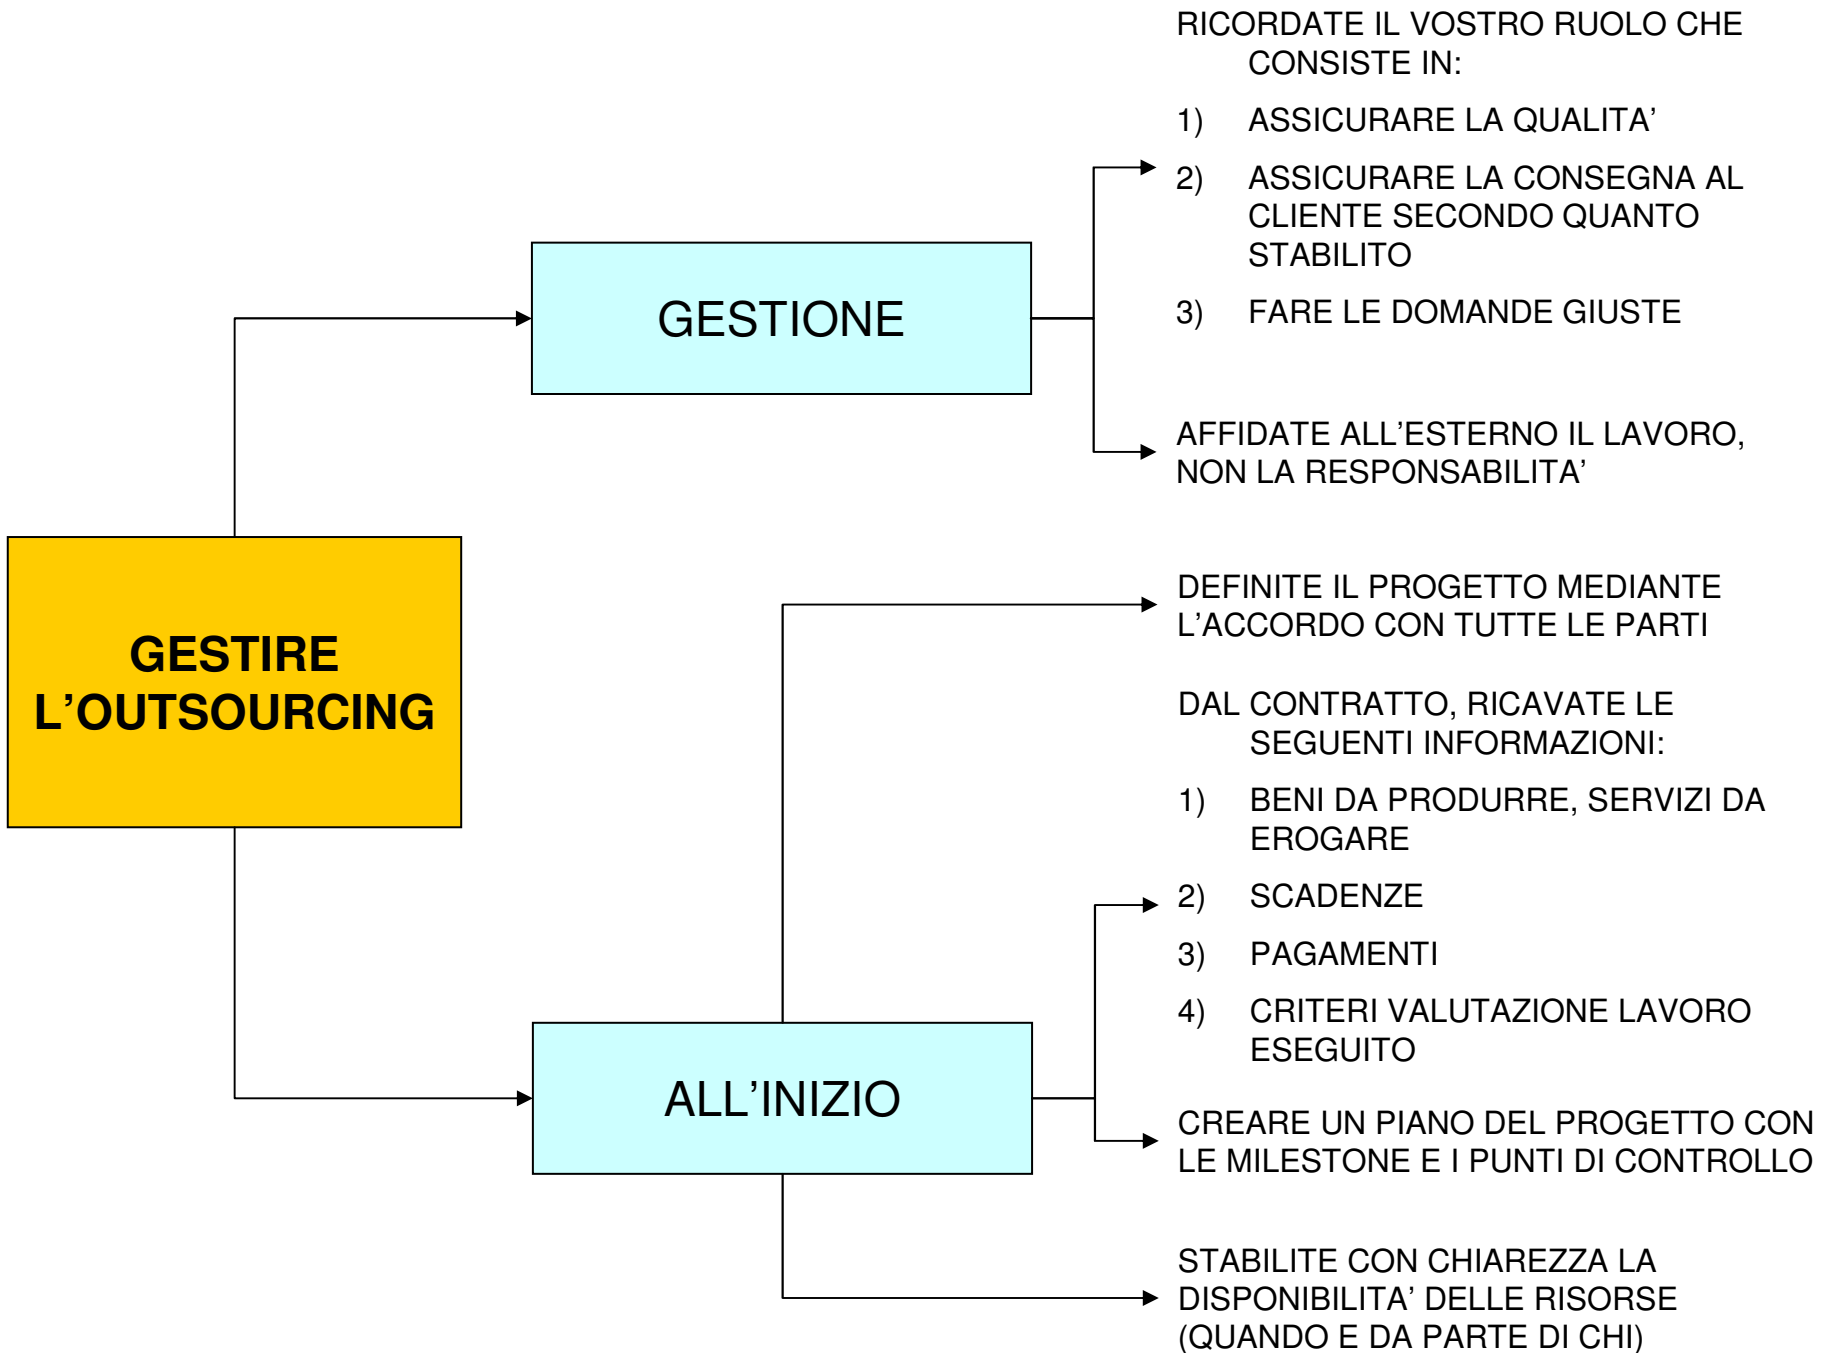 RICORDATE IL VOSTRO RUOLO CHE
CONSISTE IN:
1) ASSICURARE LA QUALITA’
2) ASSICURARE LA CONSEGNA AL
CLIENTE SECONDO QUANTO
STABILITO
3) FARE LE DOMANDE GIUSTE
GESTIONE
AFFIDATE ALL’ESTERNO IL LAVORO,
NON LA RESPONSABILITA’
GESTIRE
L’OUTSOURCING
DEFINITE IL PROGETTO MEDIANTE
L’ACCORDO CON TUTTE LE PARTI
DAL CONTRATTO, RICAVATE LE
SEGUENTI INFORMAZIONI:
1) BENI DA PRODURRE, SERVIZI DA
EROGARE
2) SCADENZE
3) PAGAMENTI
4) CRITERI VALUTAZIONE LAVORO
ESEGUITO
ALL’INIZIO
CREARE UN PIANO DEL PROGETTO CON
LE MILESTONE E I PUNTI DI CONTROLLO
STABILITE CON CHIAREZZA LA
DISPONIBILITA’ DELLE RISORSE
(QUANDO E DA PARTE DI CHI)